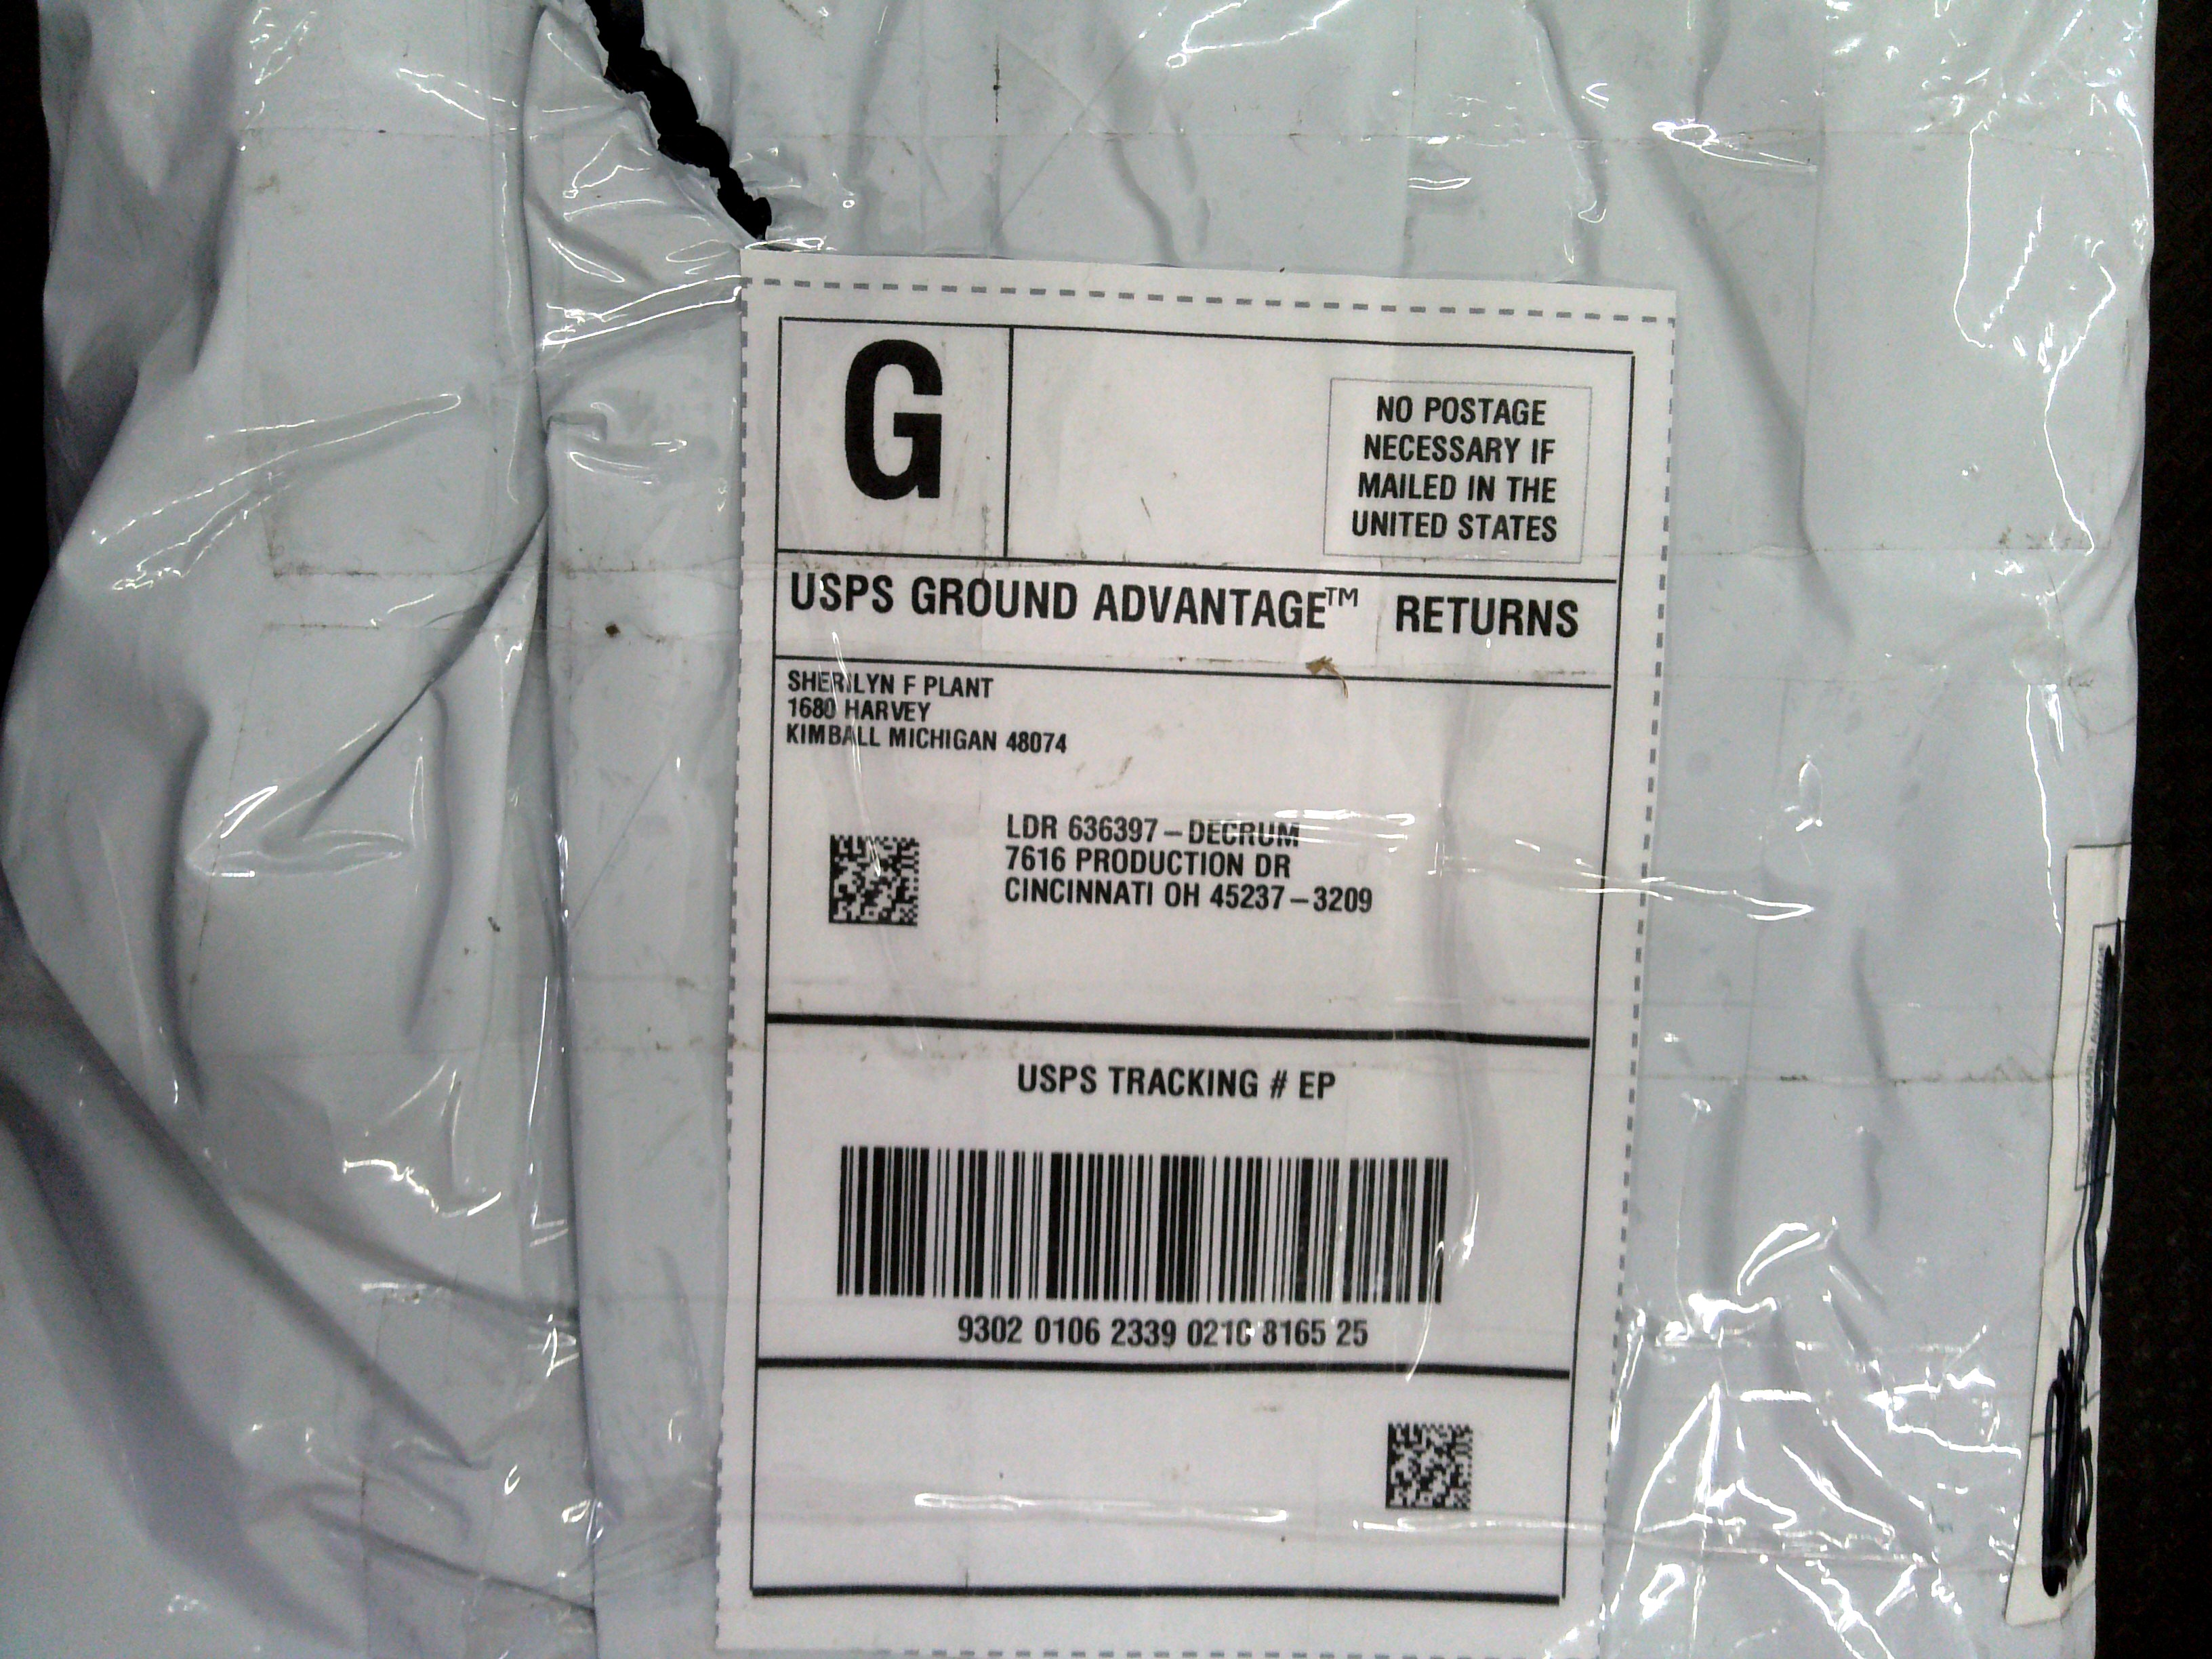 G
NO POSTAGE
NECESSARY IF
MAILED IN THE
UNITED STATES
USPS GROUND ADVANTAGE™ RETURNS
SHERILYN F PLANT
1680 HARVEY
KIMBALL MICHIGAN 48074
LDR 636397-DECRUM
7616 PRODUCTION DR
CINCINNATI OH 45237-3209
USPS TRACKING # EP
9302 0106 2339 0210 8165 25